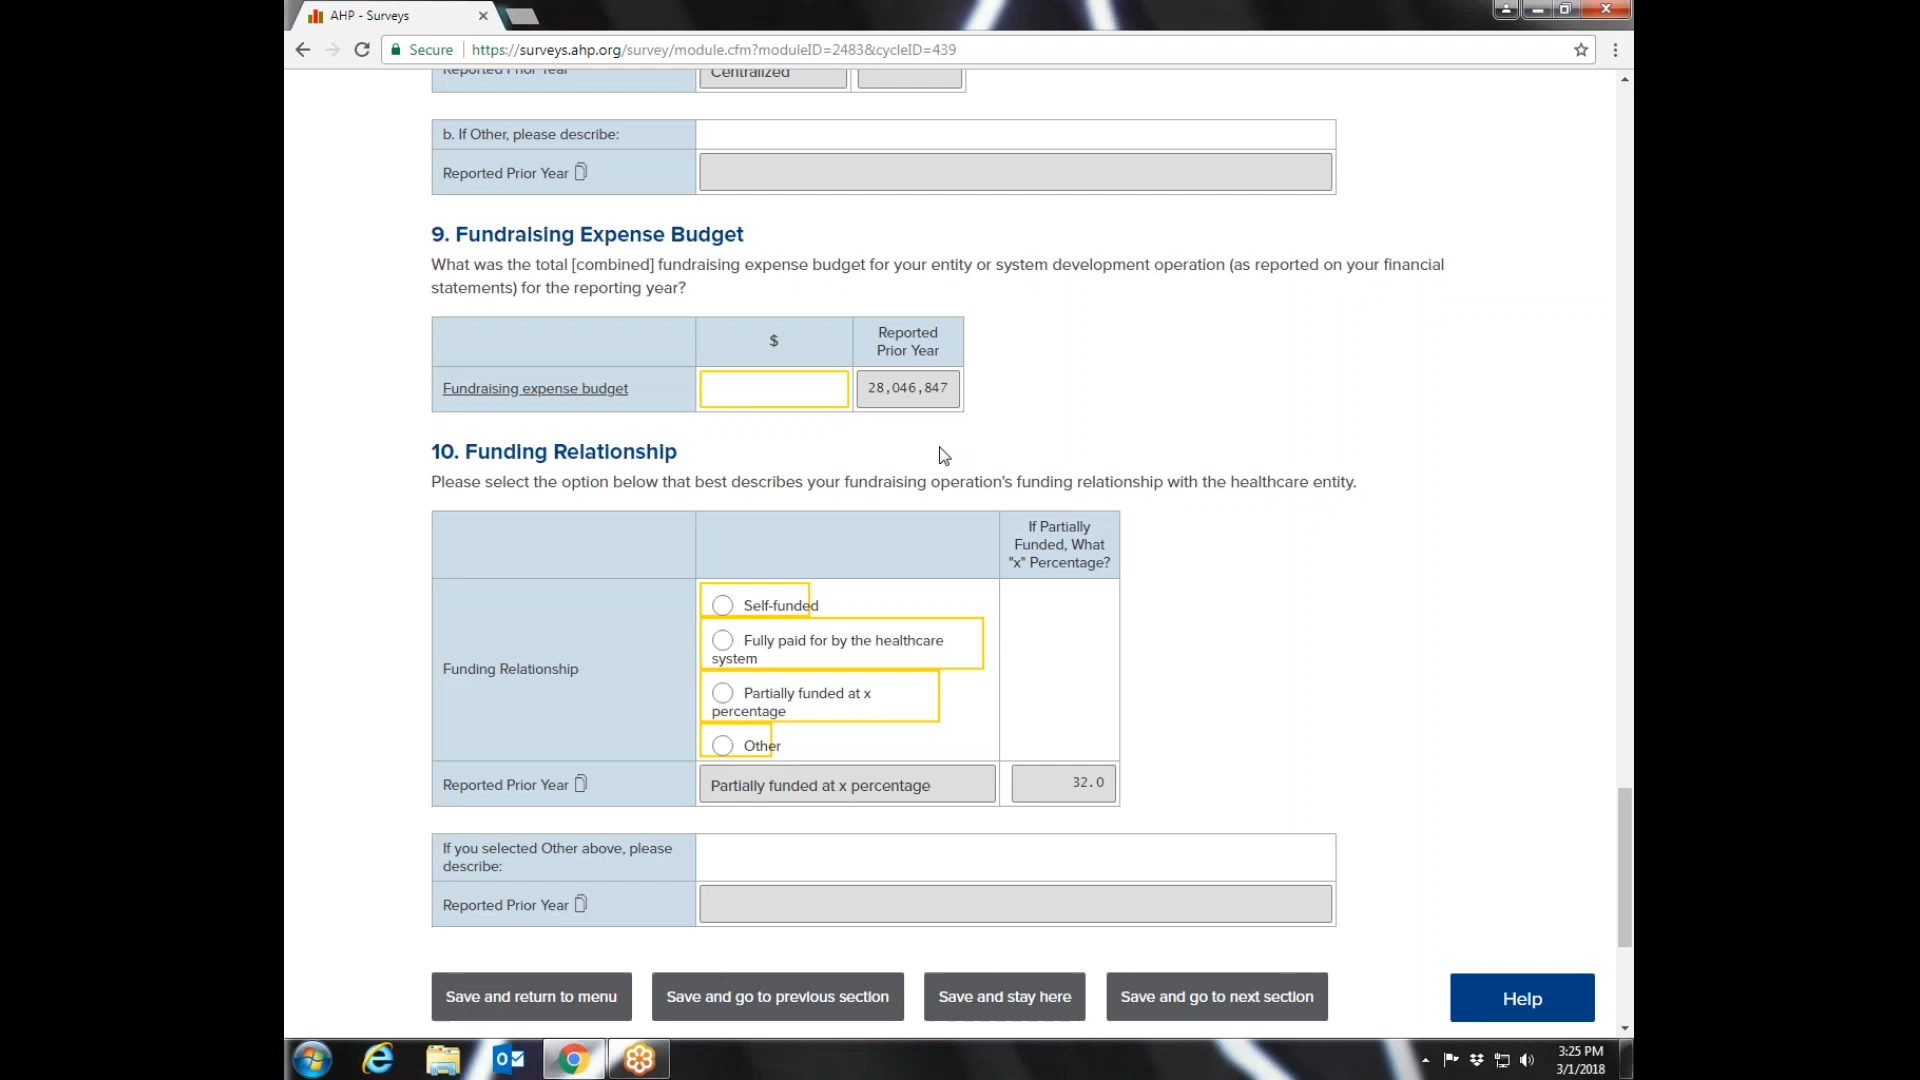 AHP - Surveys
Secure https://surveys.ahp.org/survey/module.cfm?moduleID=2483&cycleID=439
Reported Prior Year Centralized
b. If Other, please describe:
Reported Prior Year
9. Fundraising Expense Budget
What was the total [combined] fundraising expense budget for your entity or system development operation (as reported on your financial
statements) for the reporting year?
$ Reported
Prior Year
Fundraising expense budget 28,046,847
10. Funding Relationship
Please select the option below that best describes your fundraising operation's funding relationship with the healthcare entity.
If Partially
Funded, What
"x" Percentage?
Funding Relationship
Self-funded
Fully paid for by the healthcare
system
Partially funded at x
percentage
Other
Reported Prior Year Partially funded at x percentage 32.0
If you selected Other above, please
describe:
Reported Prior Year
Save and return to menu Save and go to previous section Save and stay here Save and go to next section Help
3:25 PM
3/1/2018